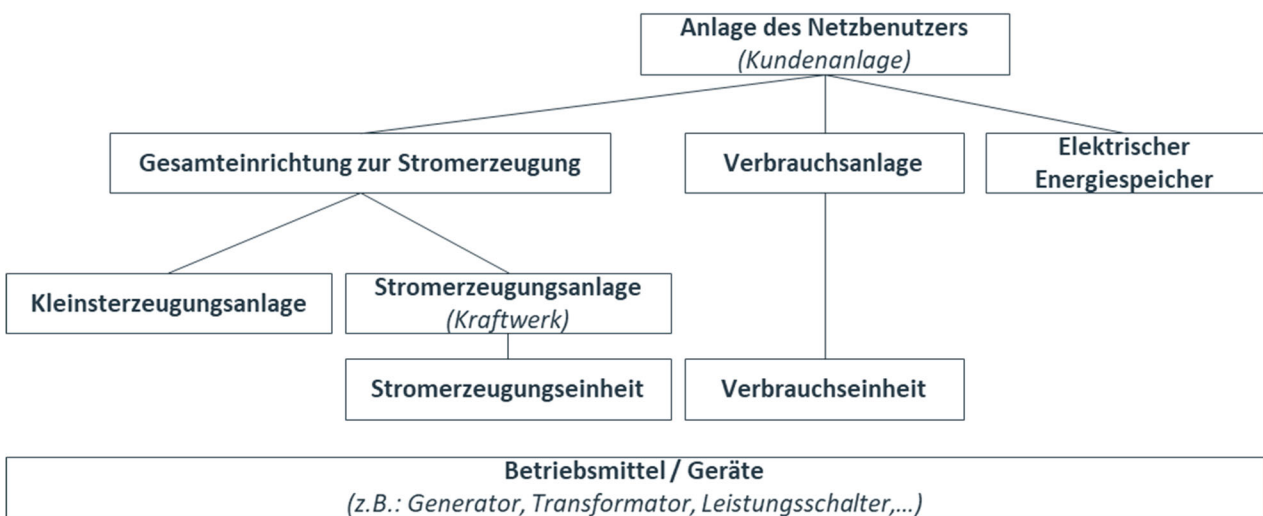 Anlage des Netzbenutzers
(Kundenanlage)
Gesamteinrichtung zur Stromerzeugung
Verbrauchsanlage
Elektrischer
Energiespeicher
Kleinsterzeugungsanlage
Stromerzeugungsanlage
(Kraftwerk)
Stromerzeugungseinheit
Verbrauchseinheit
Betriebsmittel / Geräte
(z.B.: Generator, Transformator, Leistungsschalter,...)